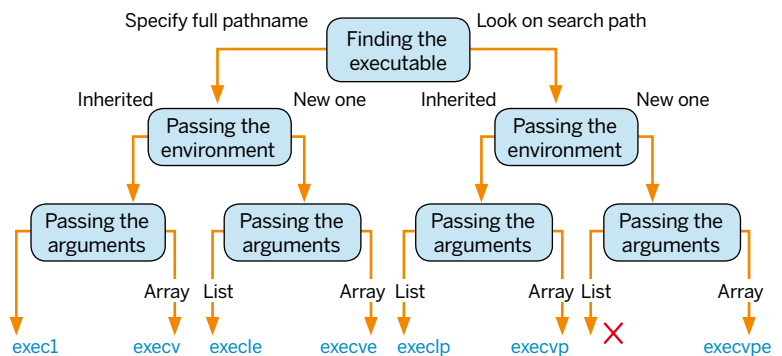 Specify full pathname
Look on search path
Finding the
executable
Inherited
New one
Inherited
New one
Passing the
environment
Passing the
environment
Passing the
arguments
Passing the
arguments
Passing the
arguments
Passing the
arguments
Array
List
Array
List
Array
List
Array
exec1
execv
execle
execve
execlp
execvp
execvpe